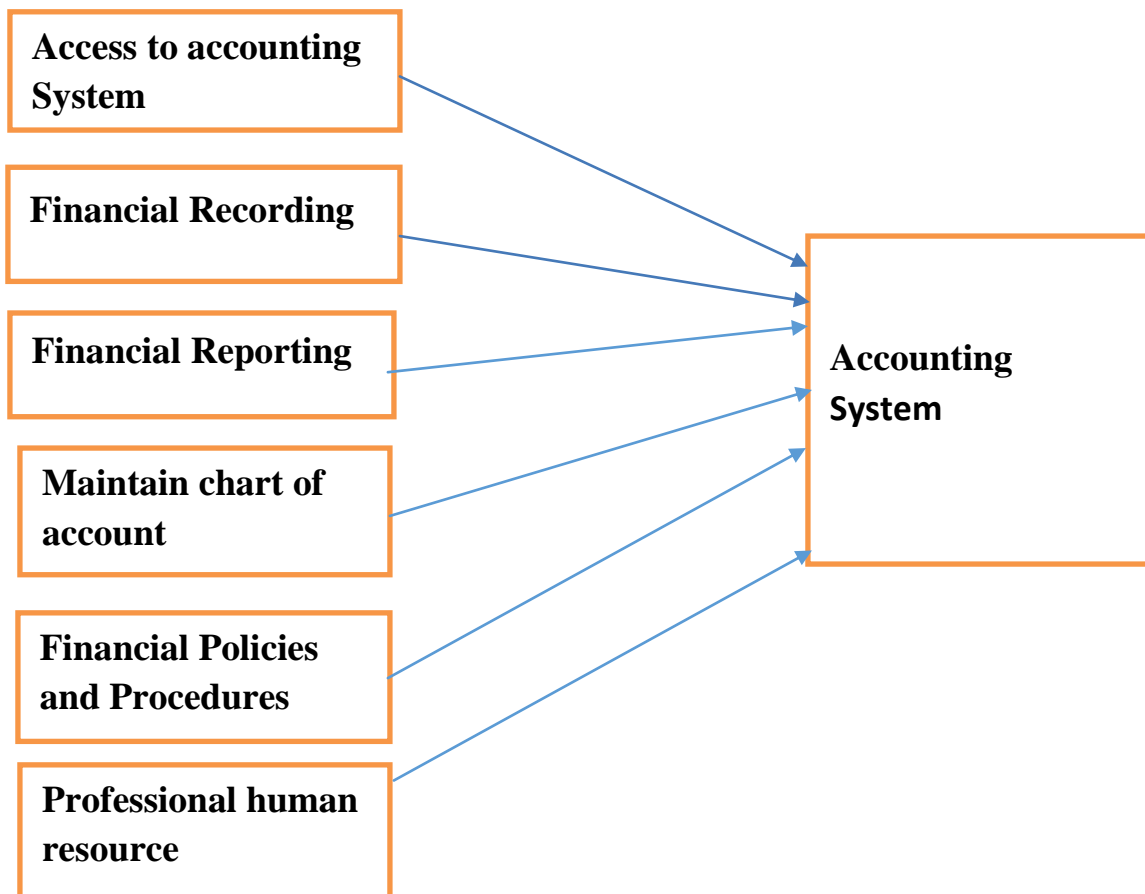 Access to accounting
System
Financial Recording
Financial Reporting
Maintain chart of
account
Financial Policies
and Procedures
Professional human
resource
Accounting
System